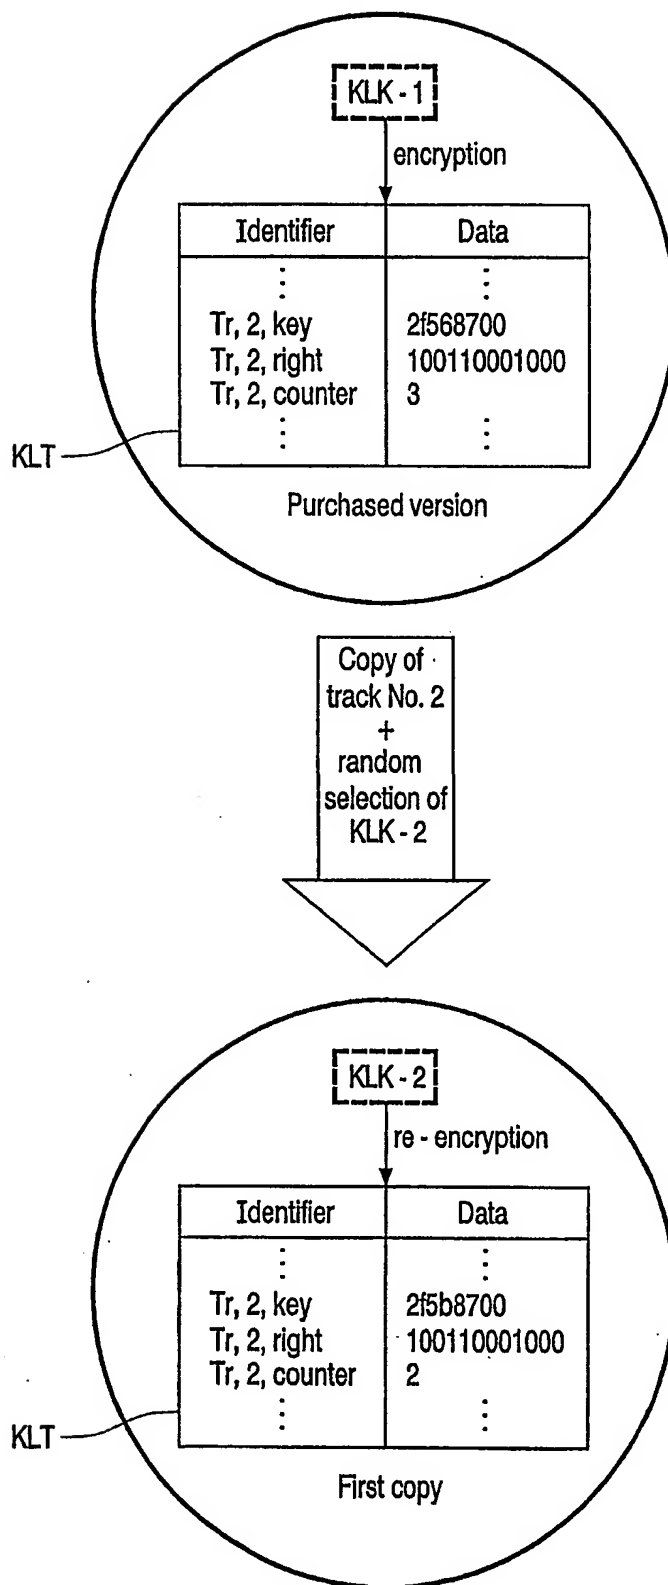 KLK - 1
encryption
Identifier Data
⋮ ⋮
Tr, 2, key 2f568700
Tr, 2, right 100110001000
Tr, 2, counter 3
⋮ ⋮
KLT
Purchased version
Copy of
track No. 2
+
random
selection of
KLK - 2
KLK - 2
re - encryption
Identifier Data
⋮ ⋮
Tr, 2, key 2f5b8700
Tr, 2, right 100110001000
Tr, 2, counter 2
⋮ ⋮
KLT
First copy